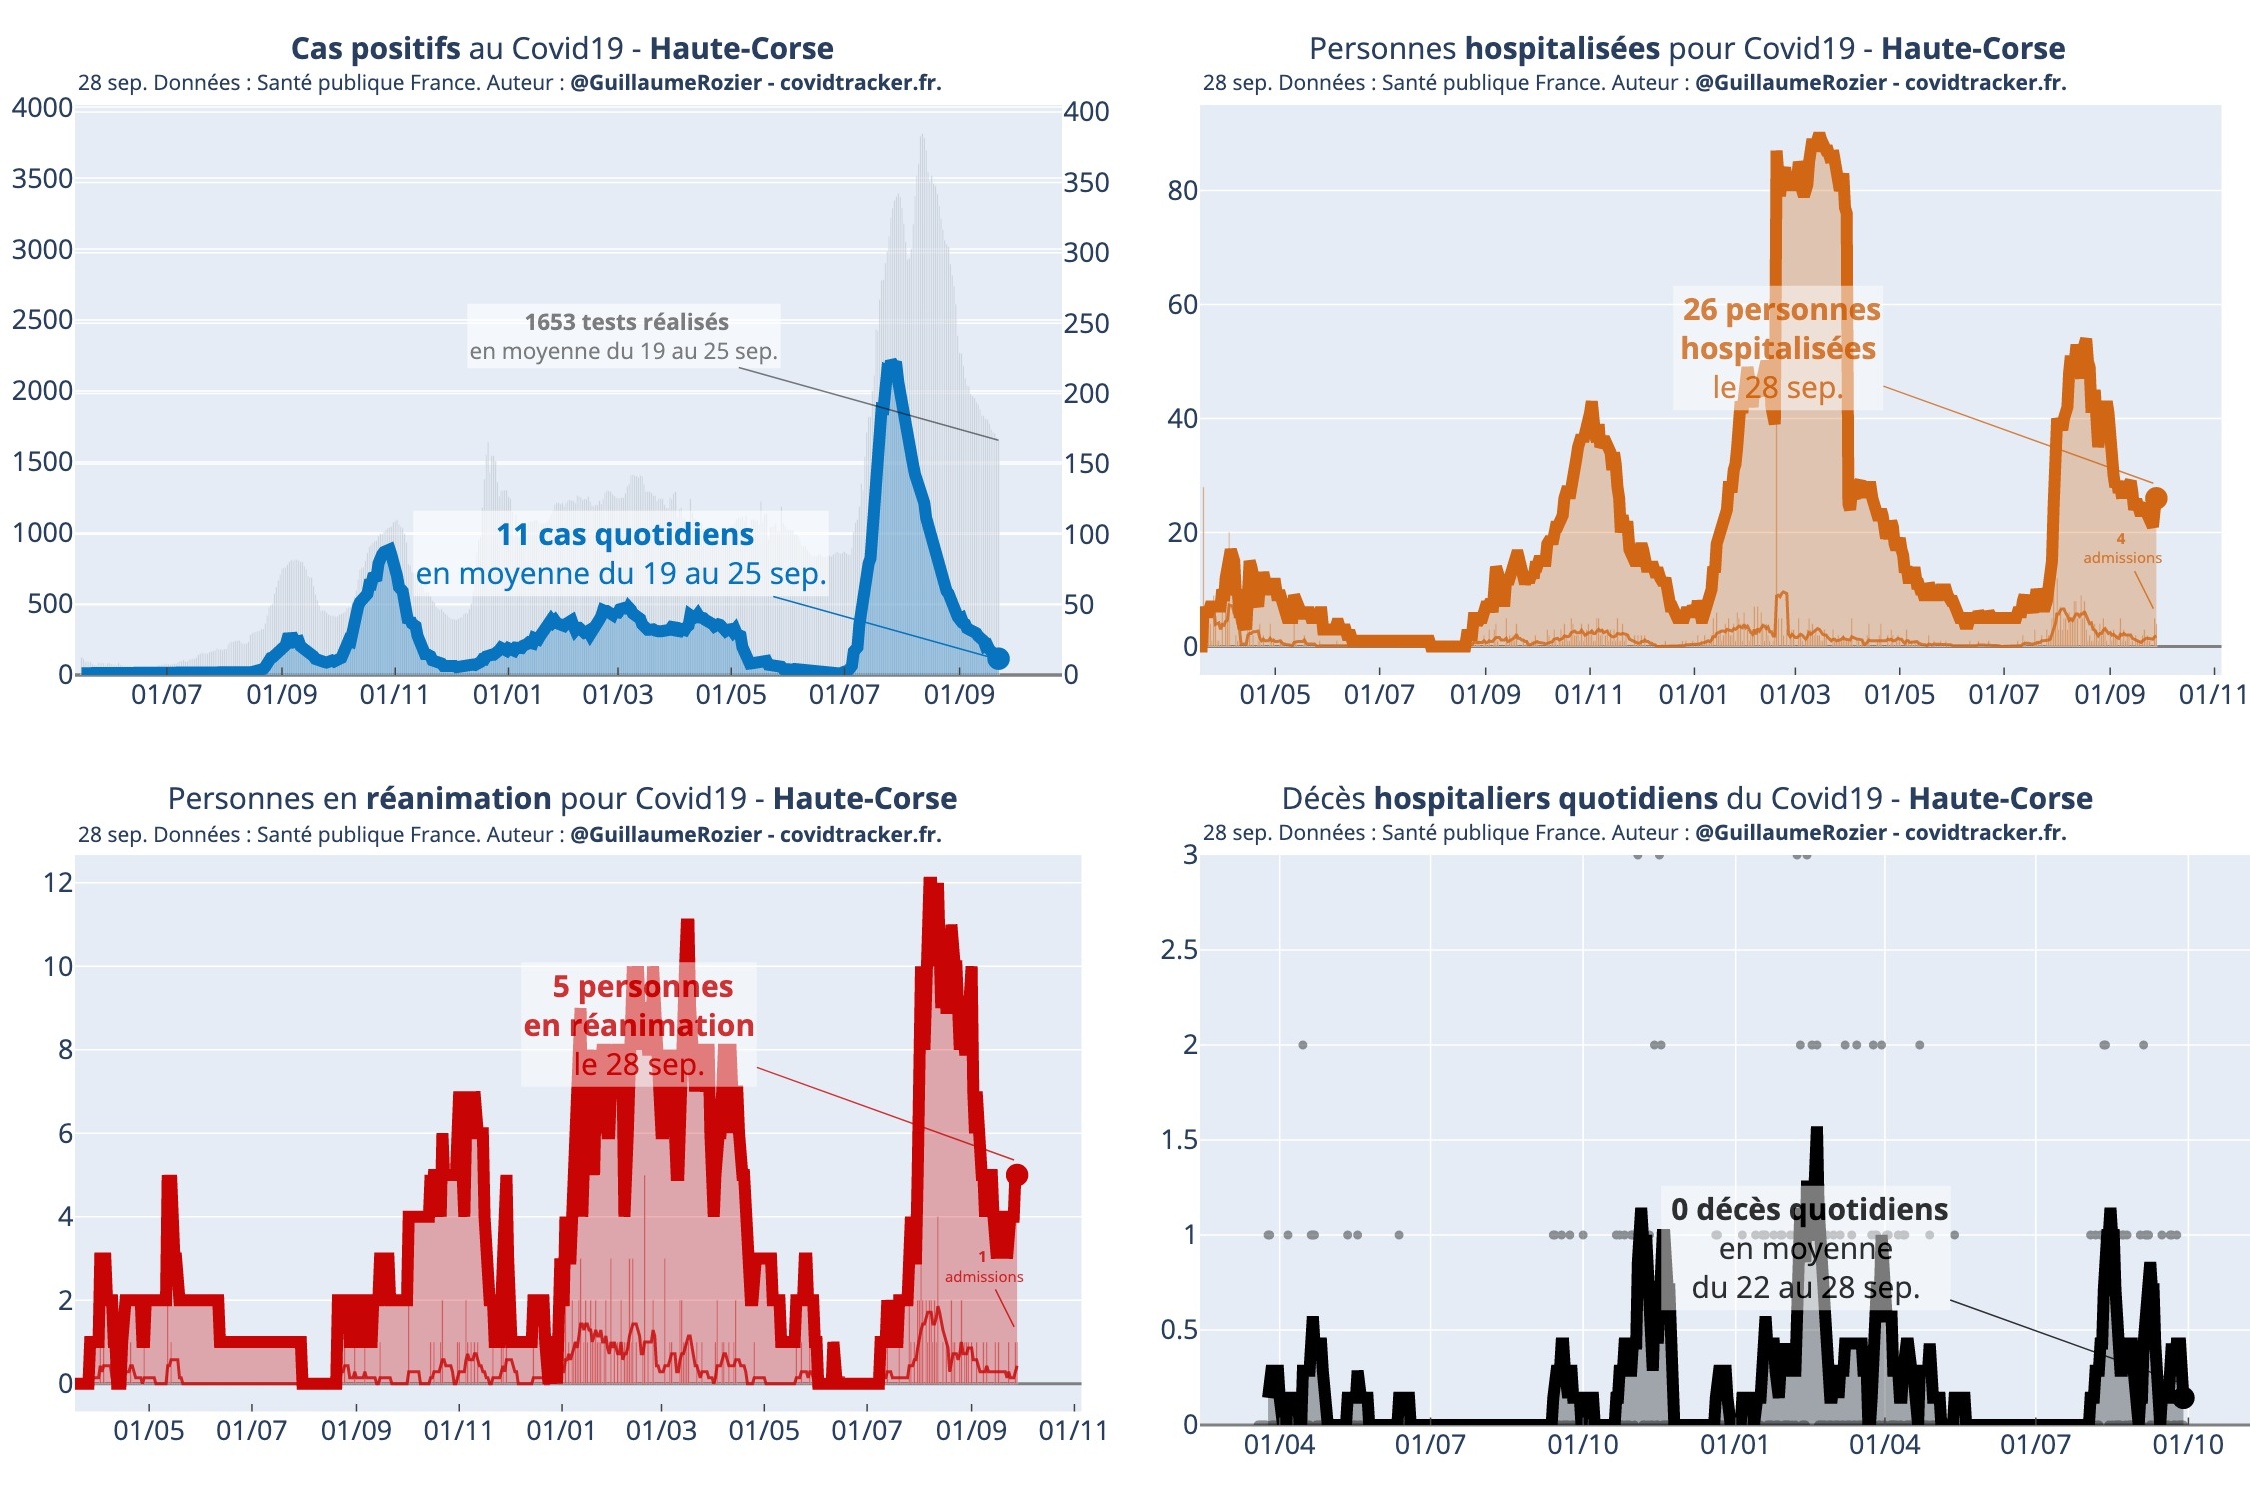 Cas positifs au Covid19 - Haute-Corse
28 sep. Données : Santé publique France. Auteur : @GuillaumeRozier - covidtracker.fr.
4000
3500
3000
2500
2000
1500
1000
500
0
400
350
300
250
200
150
100
50
0
1653 tests réalisés
en moyenne du 19 au 25 sep.
11 cas quotidiens
en moyenne du 19 au 25 sep.
01/07 01/09 01/11 01/01 01/03 01/05 01/07 01/09
Personnes hospitalisées pour Covid19 - Haute-Corse
28 sep. Données : Santé publique France. Auteur : @GuillaumeRozier - covidtracker.fr.
80
60
40
20
0
26 personnes
hospitalisées
le 28 sep.
4
admissions
01/05 01/07 01/09 01/11 01/01 01/03 01/05 01/07 01/09 01/11
Personnes en réanimation pour Covid19 - Haute-Corse
28 sep. Données : Santé publique France. Auteur : @GuillaumeRozier - covidtracker.fr.
12
10
8
6
4
2
0
5 personnes
en réanimation
le 28 sep.
1
admissions
01/05 01/07 01/09 01/11 01/01 01/03 01/05 01/07 01/09 01/11
Décès hospitaliers quotidiens du Covid19 - Haute-Corse
28 sep. Données : Santé publique France. Auteur : @GuillaumeRozier - covidtracker.fr.
3
2.5
2
1.5
1
0.5
0
0 décès quotidiens
en moyenne
du 22 au 28 sep.
01/04 01/07 01/10 01/01 01/04 01/07 01/10